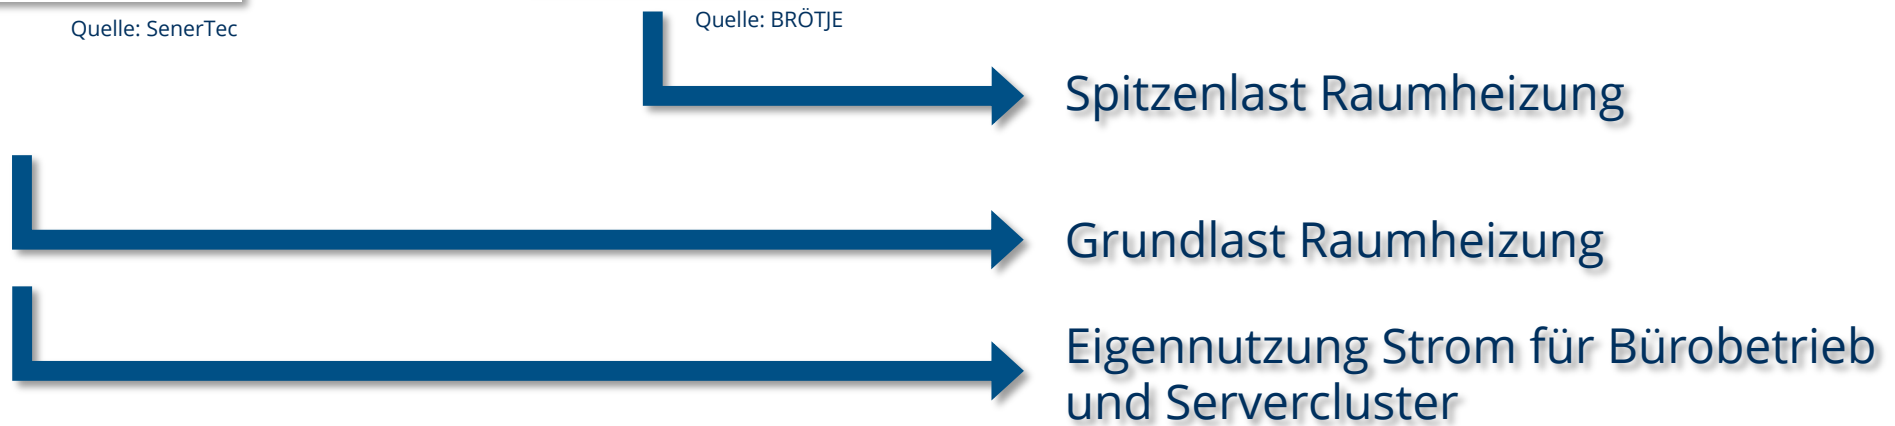 Quelle: SenerTec
Quelle: BRÖTJE
Spitzenlast Raumheizung
Grundlast Raumheizung
Eigennutzung Strom für Bürobetrieb
und Servercluster